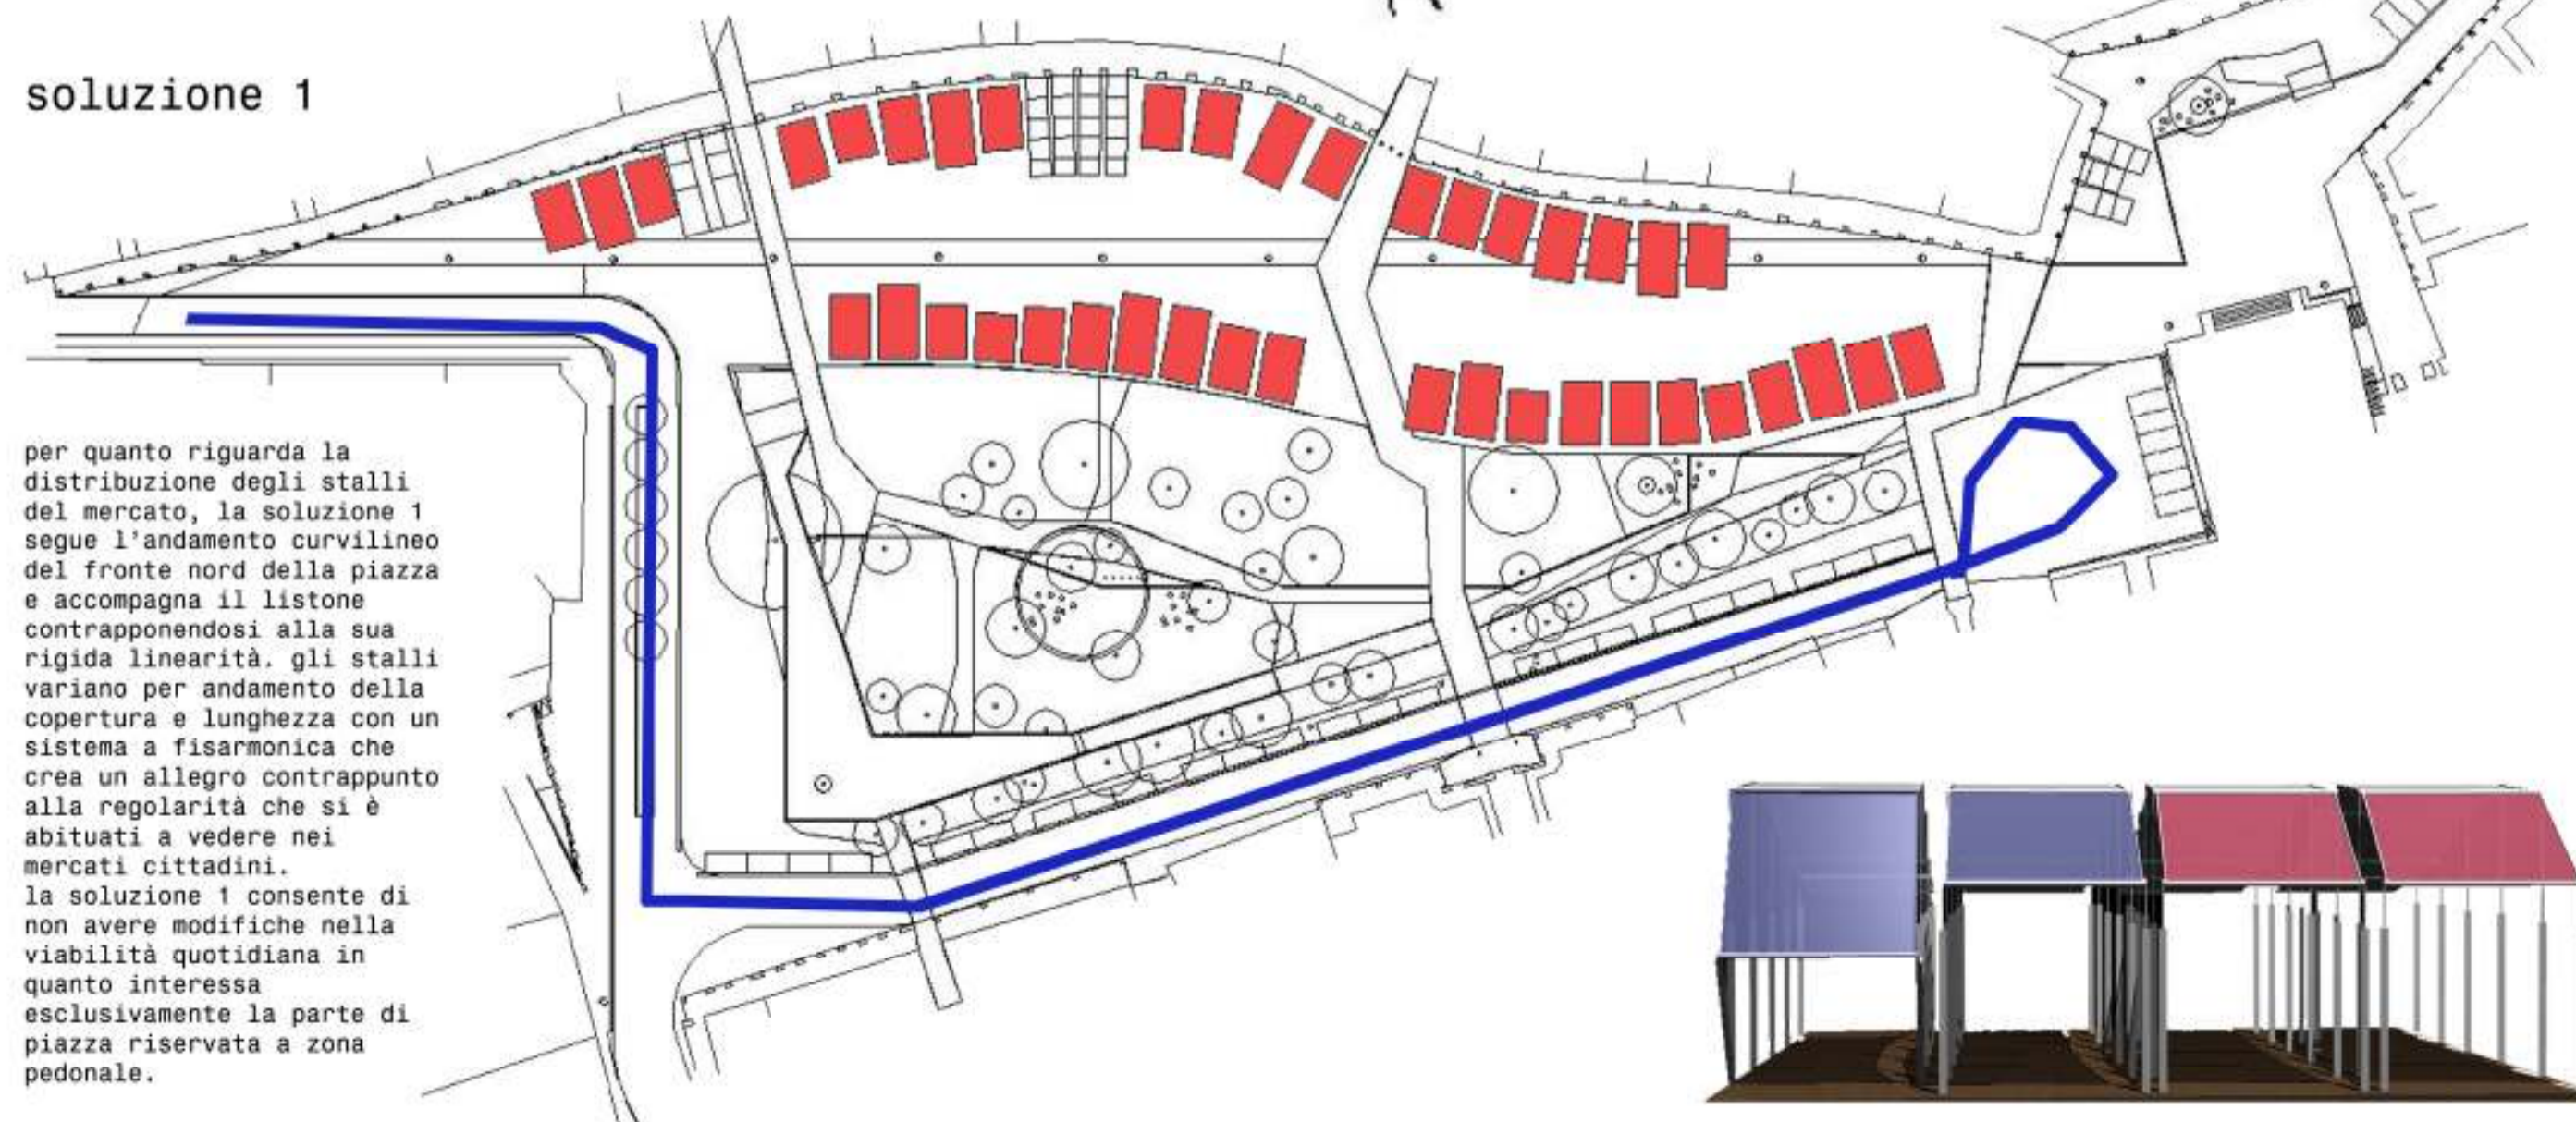 soluzione 1
per quanto riguarda la
distribuzione degli stalli
del mercato, la soluzione 1
segue l'andamento curvilineo
del fronte nord della piazza
e accompagna il listone
contrapponendosi alla sua
rigida linearità. gli stalli
variano per andamento della
copertura e lunghezza con un
sistema a fisarmonica che
crea un allegro contrappunto
alla regolarità che si è
abituati a vedere nei
mercati cittadini.
la soluzione 1 consente di
non avere modifiche nella
viabilità quotidiana in
quanto interessa
esclusivamente la parte di
piazza riservata a zona
pedonale.